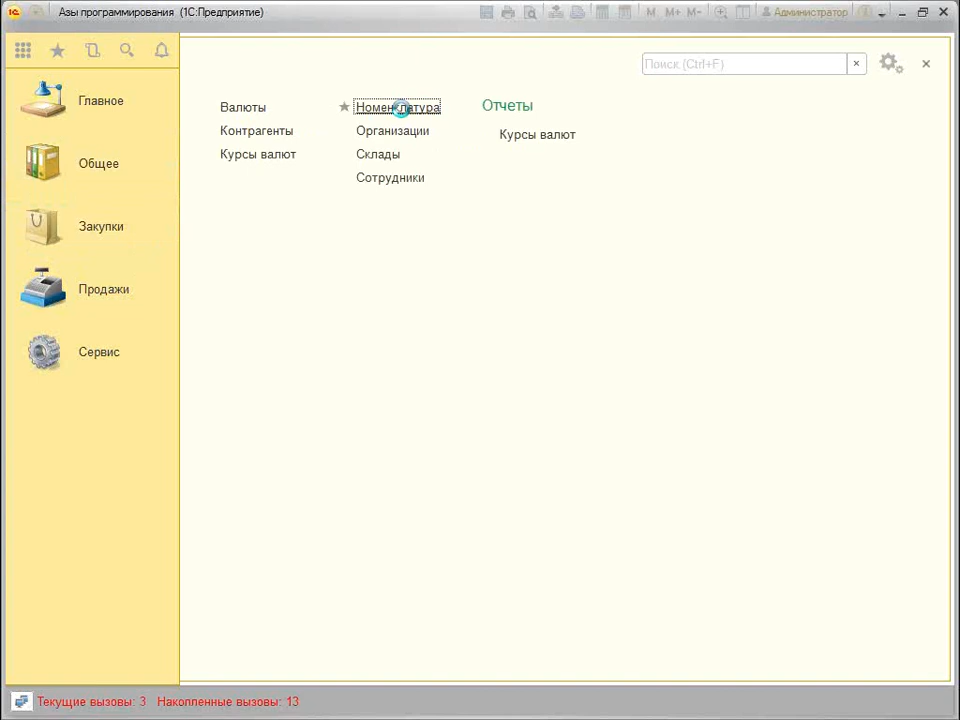 Азы программирования (1С:Предприятие)
M M+ M-
Администратор
Поиск (Ctrl+F)
Главное
Общее
Закупки
Продажи
Сервис
Валюты
Контрагенты
Курсы валют
Номенклатура
Организации
Склады
Сотрудники
Отчеты
Курсы валют
Текущие вызовы: 3 Накопленные вызовы: 13